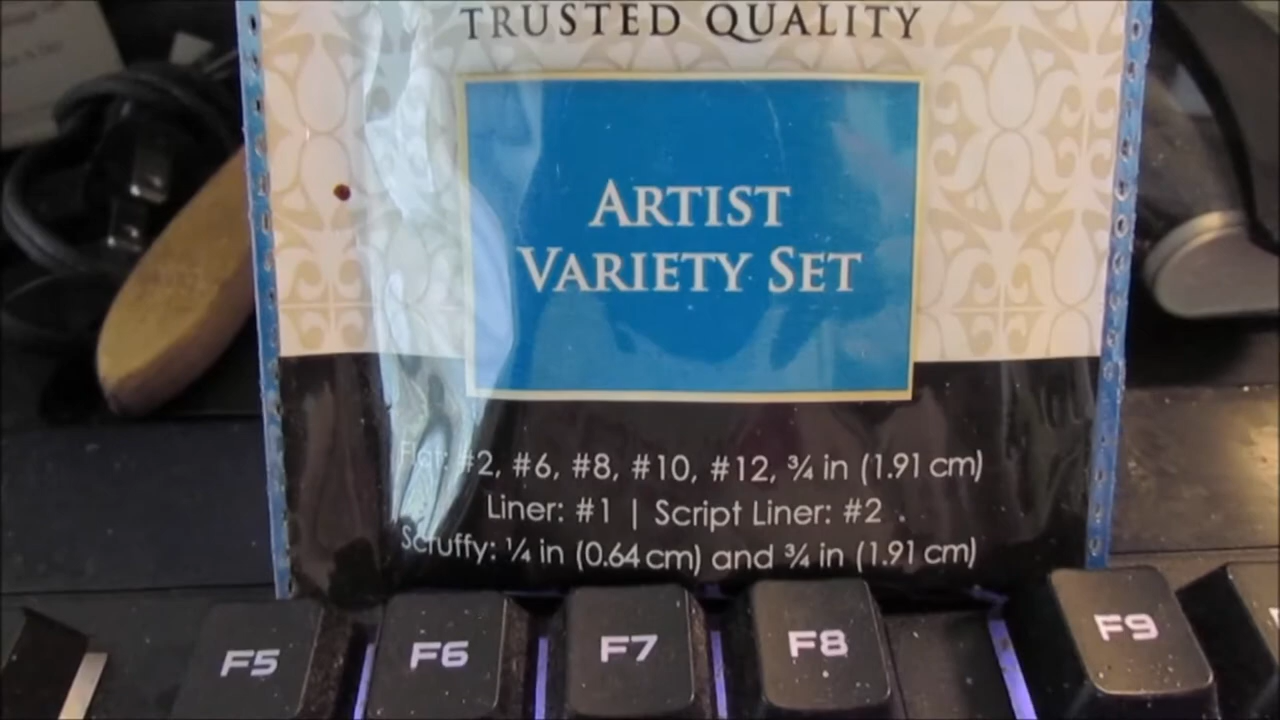 TRUSTED QUALITY
ARTIST
VARIETY SET
Flat: #2, #6, #8, #10, #12, ¾ in (1.91 cm)
Liner: #1 | Script Liner: #2
Scruffy: ¼ in (0.64 cm) and ¾ in (1.91 cm)
F5 F6 F7 F8 F9